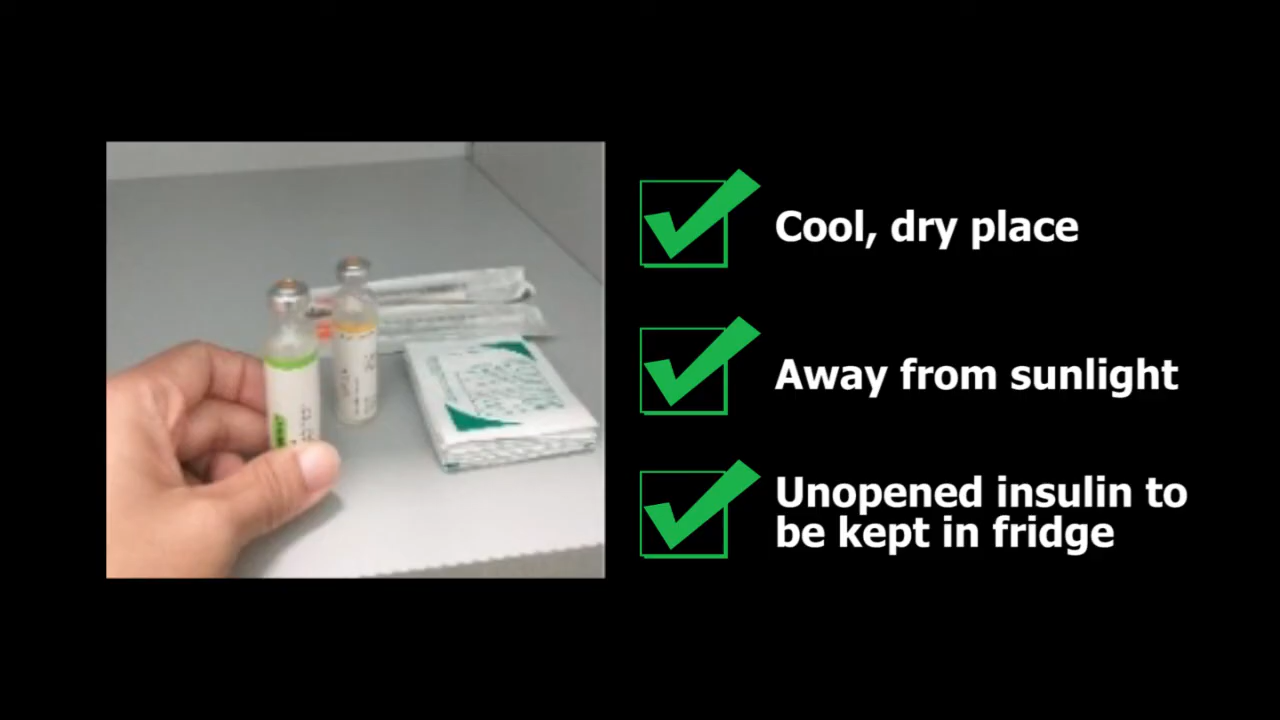 Cool, dry place
Away from sunlight
Unopened insulin to
be kept in fridge